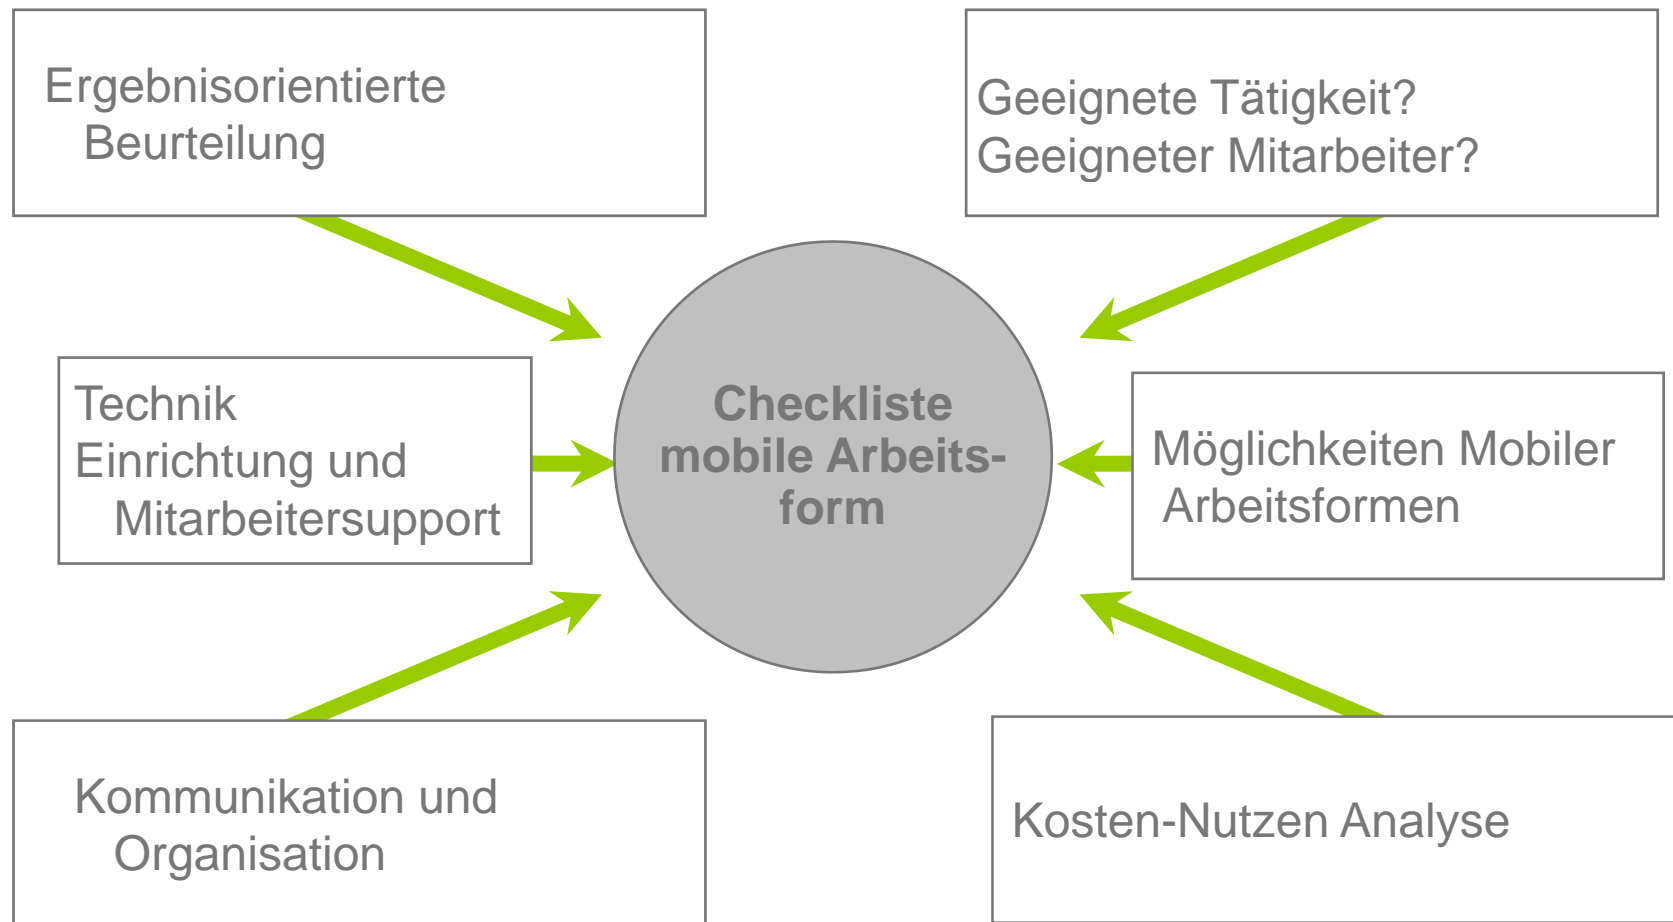 Ergebnisorientierte
Beurteilung
Geeignete Tätigkeit?
Geeigneter Mitarbeiter?
Technik
Einrichtung und
Mitarbeitersupport
Checkliste
mobile Arbeits-
form
Möglichkeiten Mobiler
Arbeitsformen
Kommunikation und
Organisation
Kosten-Nutzen Analyse